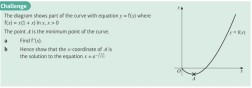 Challenge
The diagram shows part of the curve with equation y = f(x) where
f(x) = x(1 + x) ln x, x > 0
The point A is the minimum point of the curve.
a Find f'(x).
b Hence show that the x-coordinate of A is
the solution to the equation x =
y = f(x)
O
A